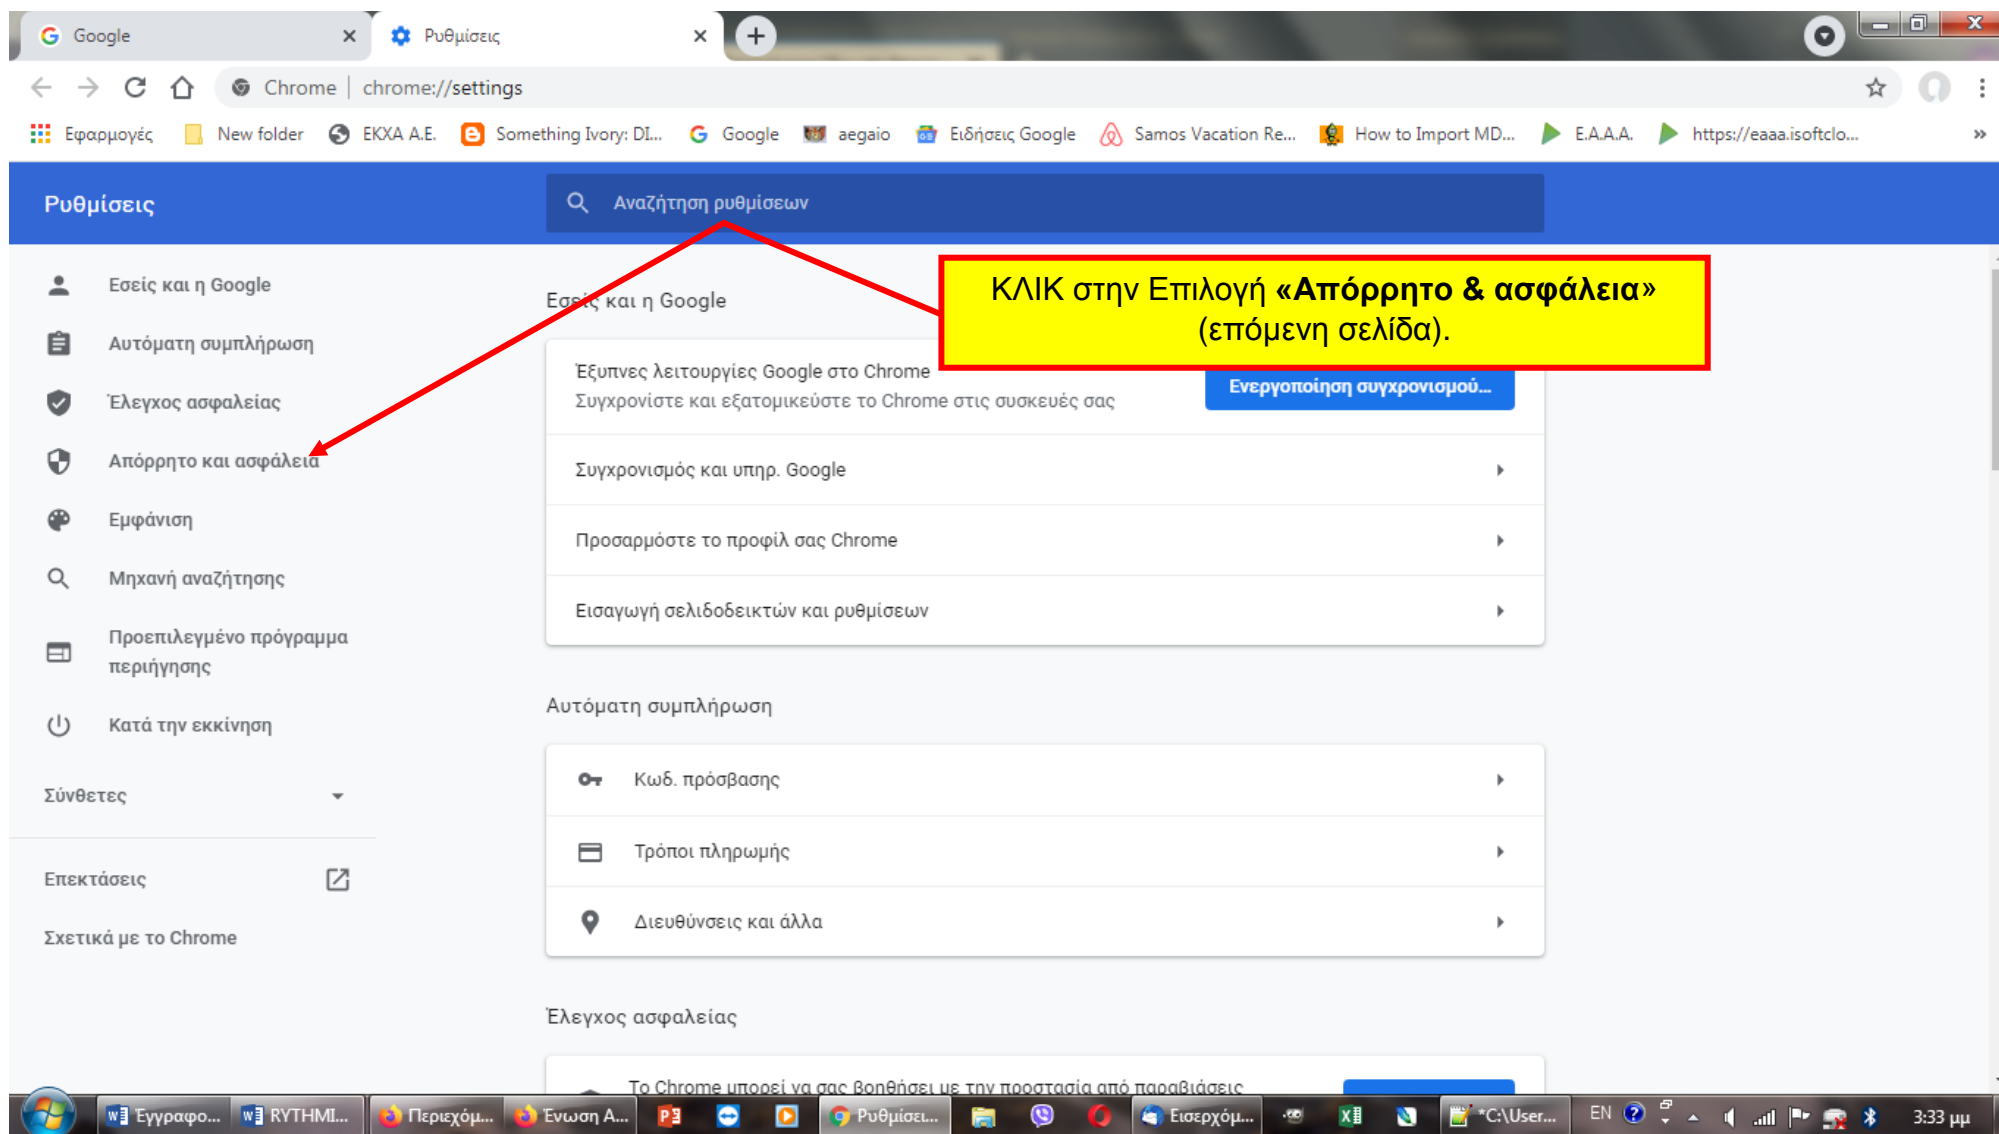 Google
Ρυθμίσεις
Chrome | chrome://settings
Εφαρμογές
New folder
ΕΚΧΑ Α.Ε.
Something Ivory: DI...
Google
aegaio
Ειδήσεις Google
Samos Vacation Re...
How to Import MD...
Ε.Α.Α.Α.
https://eaaa.isoftclo...
»
Ρυθμίσεις
Αναζήτηση ρυθμίσεων
ΚΛΙΚ στην Επιλογή «Απόρρητο & ασφάλεια»
(επόμενη σελίδα).
Εσείς και η Google
Αυτόματη συμπλήρωση
Έλεγχος ασφαλείας
Απόρρητο και ασφάλεια
Εμφάνιση
Μηχανή αναζήτησης
Προεπιλεγμένο πρόγραμμα
περιήγησης
Κατά την εκκίνηση
Σύνθετες
Επεκτάσεις
Σχετικά με το Chrome
Εσείς και η Google
Έξυπνες λειτουργίες Google στο Chrome
Συγχρονίστε και εξατομικεύστε το Chrome στις συσκευές σας
Ενεργοποίηση συγχρονισμού...
Συγχρονισμός και υπηρ. Google
Προσαρμόστε το προφίλ σας Chrome
Εισαγωγή σελιδοδεικτών και ρυθμίσεων
Αυτόματη συμπλήρωση
Κωδ. πρόσβασης
Τρόποι πληρωμής
Διευθύνσεις και άλλα
Έλεγχος ασφαλείας
Το Chrome μπορεί να σας βοηθήσει με την προστασία από παραβιάσεις
Έγγραφο...
RYTHMI...
Περιεχόμ...
Ένωση Α...
Ρυθμίσει...
Εισερχόμ...
*C:\User...
EN
3:33 μμ